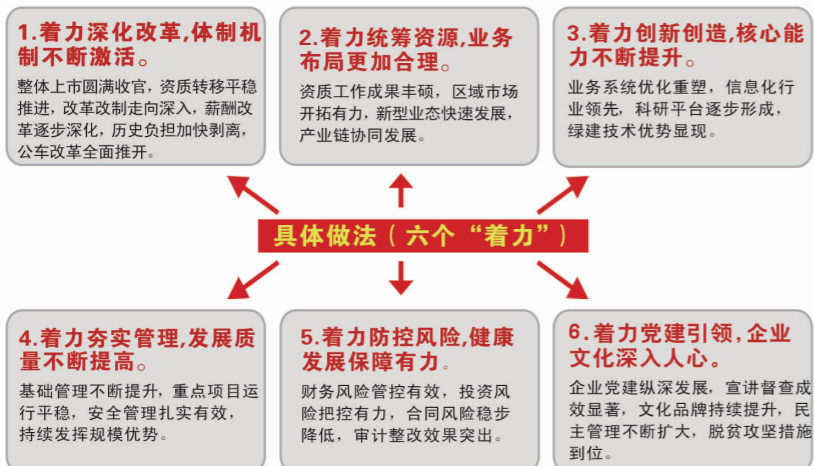 1.着力深化改革,体制机
制不断激活。
整体上市圆满收官，资质转移平稳
推进，改革改制走向深入，薪酬改
革逐步深化，历史负担加快剥离，
公车改革全面推开。
2.着力统筹资源,业务
布局更加合理。
资质工作成果丰硕，区域市场
开拓有力，新型业态快速发展，
产业链协同发展。
3.着力创新创造,核心能
力不断提升。
业务系统优化重塑，信息化行
业领先，科研平台逐步形成，
绿建技术优势显现。
具体做法（六个“着力”）
4.着力夯实管理,发展质
量不断提高。
基础管理不断提升，重点项目运
行平稳，安全管理扎实有效，
持续发挥规模优势。
5.着力防控风险,健康
发展保障有力。
财务风险管控有效，投资风
险把控有力，合同风险稳步
降低，审计整改效果突出。
6.着力党建引领,企业
文化深入人心。
企业党建纵深发展，宣讲督查成
效显著，文化品牌持续提升，民
主管理不断扩大，脱贫攻坚措施
到位。